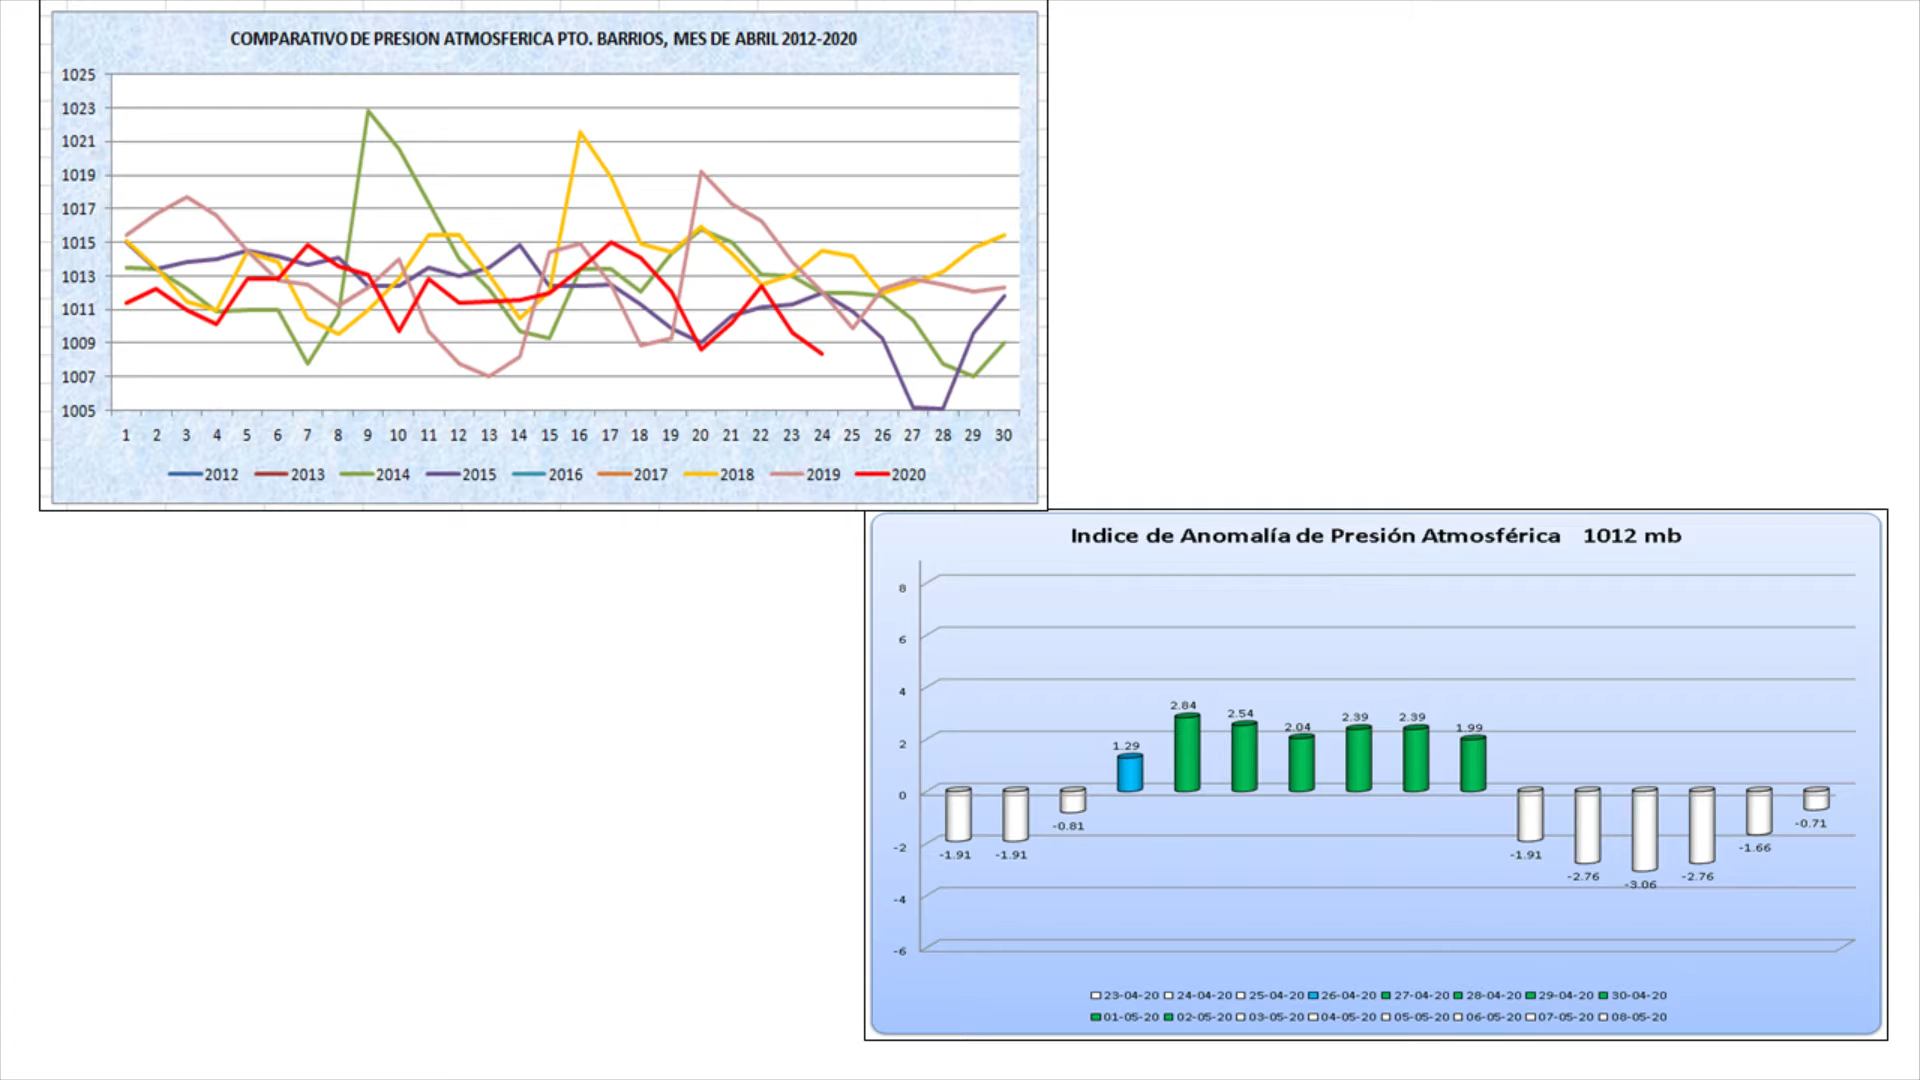 COMPARATIVO DE PRESION ATMOSFERICA PTO. BARRIOS, MES DE ABRIL 2012-2020
1025
1023
1021
1019
1017
1015
1013
1011
1009
1007
1005
1 2 3 4 5 6 7 8 9 10 11 12 13 14 15 16 17 18 19 20 21 22 23 24 25 26 27 28 29 30
2012 2013 2014 2015 2016 2017 2018 2019 2020
Indice de Anomalía de Presión Atmosférica 1012 mb
8
6
4
2
0
-2
-4
-6
-1.91 -1.91 -0.81 1.29 2.84 2.54 2.04 2.39 2.39 1.99 -1.91 -2.76 -3.06 -2.76 -1.66 -0.71
23-04-20 24-04-20 25-04-20 26-04-20 27-04-20 28-04-20 29-04-20 30-04-20
01-05-20 02-05-20 03-05-20 04-05-20 05-05-20 06-05-20 07-05-20 08-05-20